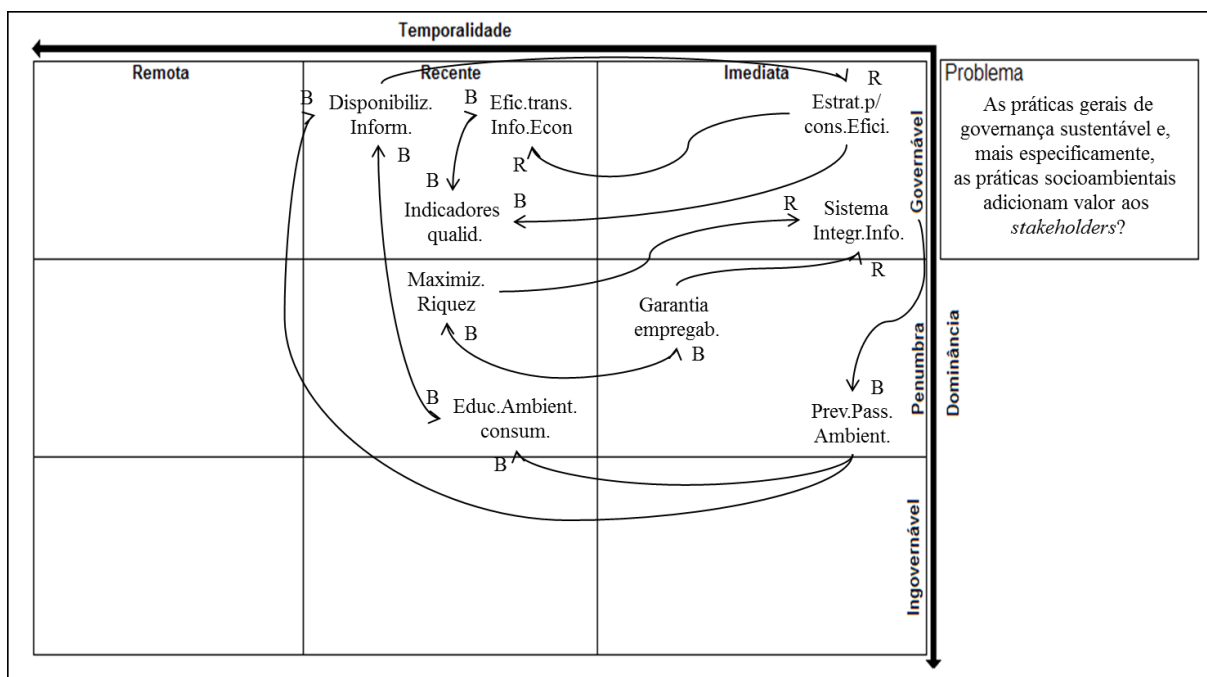 Temporalidade
Remota
Recente
Imediata
Problema
As práticas gerais de
governança sustentável e,
mais especificamente,
as práticas socioambientais
adicionam valor aos
stakeholders?
B
Disponibiliz.
Inform.
B
B
Efic.trans.
Info.Econ
R
R
Estrat.p/
cons.Efici.
Governável
B
B
Indicadores
qualid.
R
Sistema
Integr.Info.
R
Maximiz.
Riquez
B
Garantia
empregab.
B
Penumbra
Dominância
B
Educ.Ambient.
consum.
B
B
Prev.Pass.
Ambient.
Ingovernável